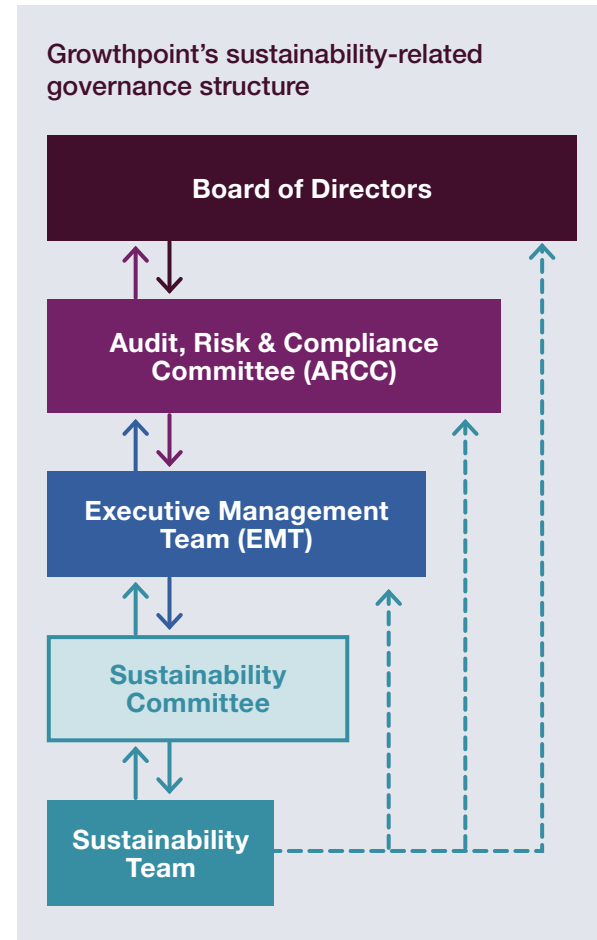 Growthpoint’s sustainability-related
governance structure
Board of Directors
Audit, Risk & Compliance
Committee (ARCC)
Executive Management
Team (EMT)
Sustainability
Committee
Sustainability
Team